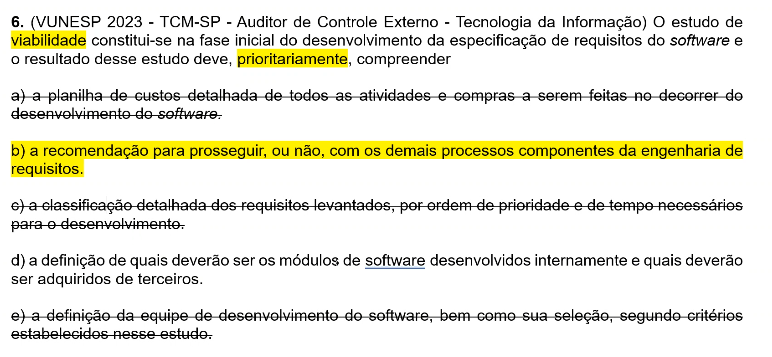 6. (VUNESP 2023 - TCM-SP - Auditor de Controle Externo - Tecnologia da Informação) O estudo de
viabilidade constitui-se na fase inicial do desenvolvimento da especificação de requisitos do software e
o resultado desse estudo deve, prioritariamente, compreender
a) a planilha de custos detalhada de todos as atividades e compras a serem feitas no decorrer do
desenvolvimento do software.
b) a recomendação para prosseguir, ou não, com os demais processos componentes da engenharia de
requisitos.
c) a classificação detalhada dos requisitos levantados, por ordem de prioridade e de tempo necessários
para o desenvolvimento.
d) a definição de quais deverão ser os módulos de software desenvolvidos internamente e quais deverão
ser adquiridos de terceiros.
e) a definição da equipe de desenvolvimento do software, bem como sua seleção, segundo critérios
estabelecidos nesse estudo.